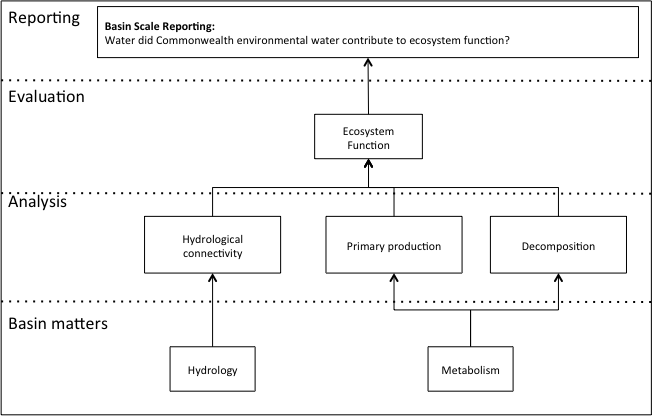 Reporting
Basin Scale Reporting:
Water did Commonwealth environmental water contribute to ecosystem function?
Evaluation
Ecosystem
Function
Analysis
Hydrological
connectivity
Primary production
Decomposition
Basin matters
Hydrology
Metabolism